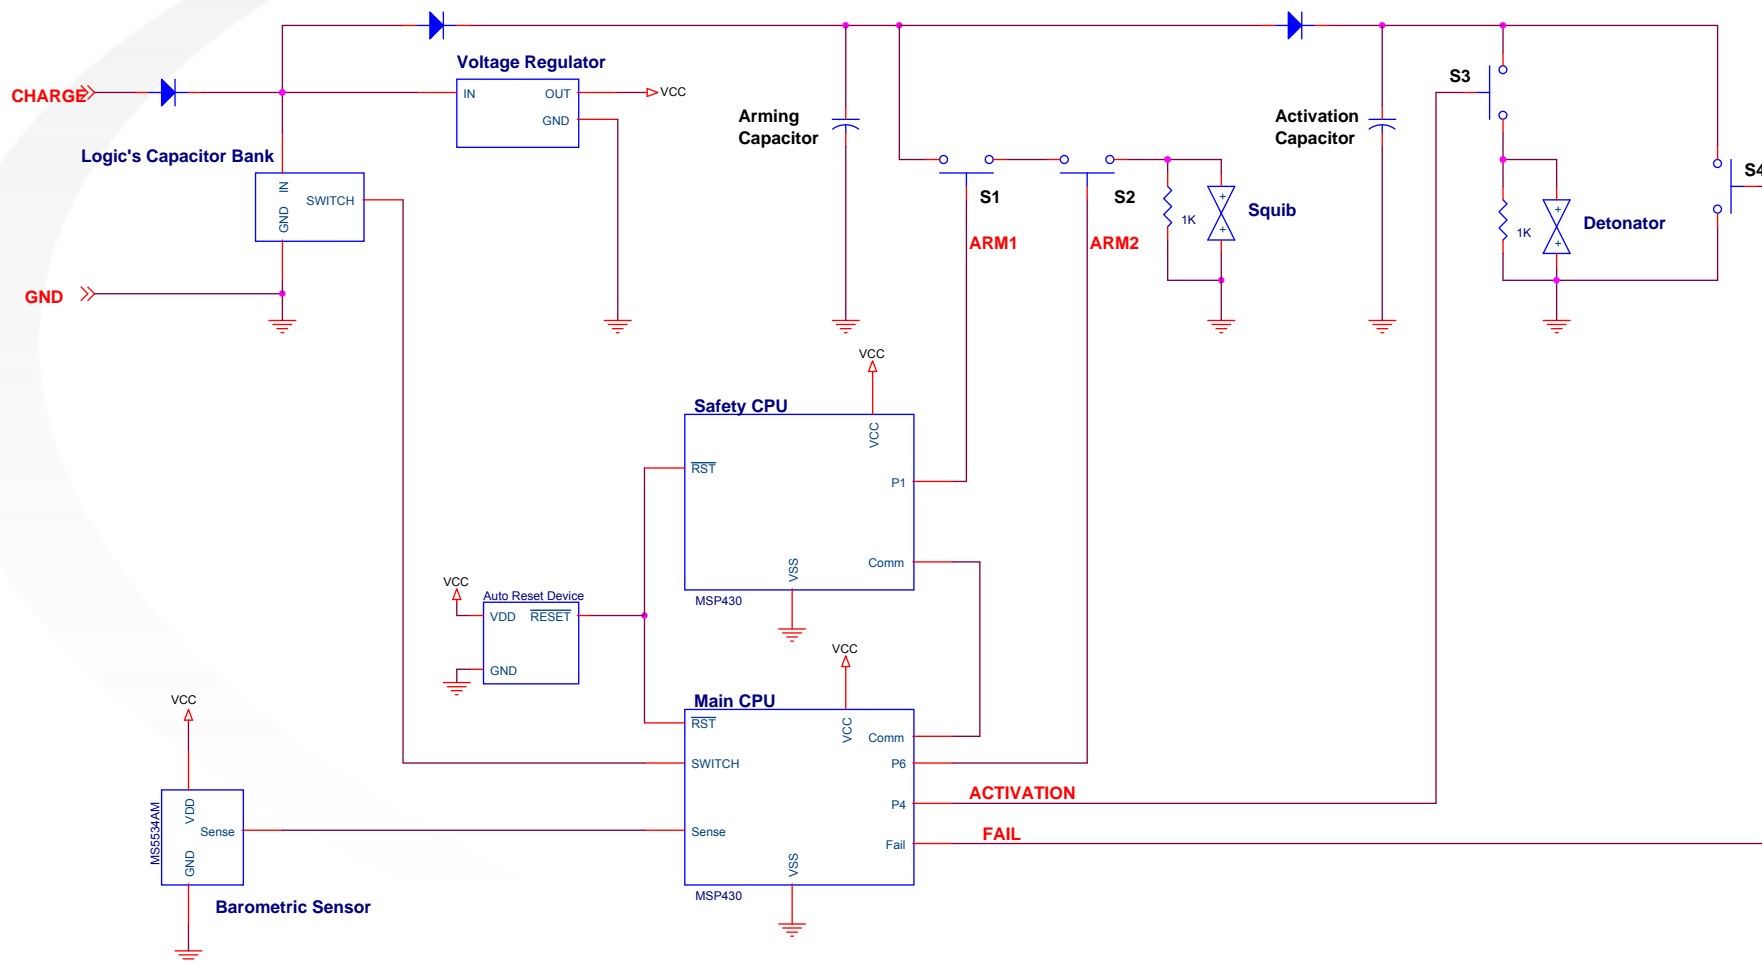 CHARGE
GND
Voltage Regulator
IN
OUT
GND
VCC
Logic's Capacitor Bank
IN
GND
SWITCH
Arming
Capacitor
S1
S2
ARM1
ARM2
1K
Squib
Activation
Capacitor
S3
1K
Detonator
S4
VCC
Safety CPU
VCC
RST
P1
Comm
VSS
MSP430
VCC
Auto Reset Device
VDD
RESET
GND
VCC
Main CPU
RST
VCC
Comm
SWITCH
P6
P4
Sense
Fail
VSS
MSP430
ACTIVATION
FAIL
VCC
MS5534AM
VDD
Sense
GND
Barometric Sensor